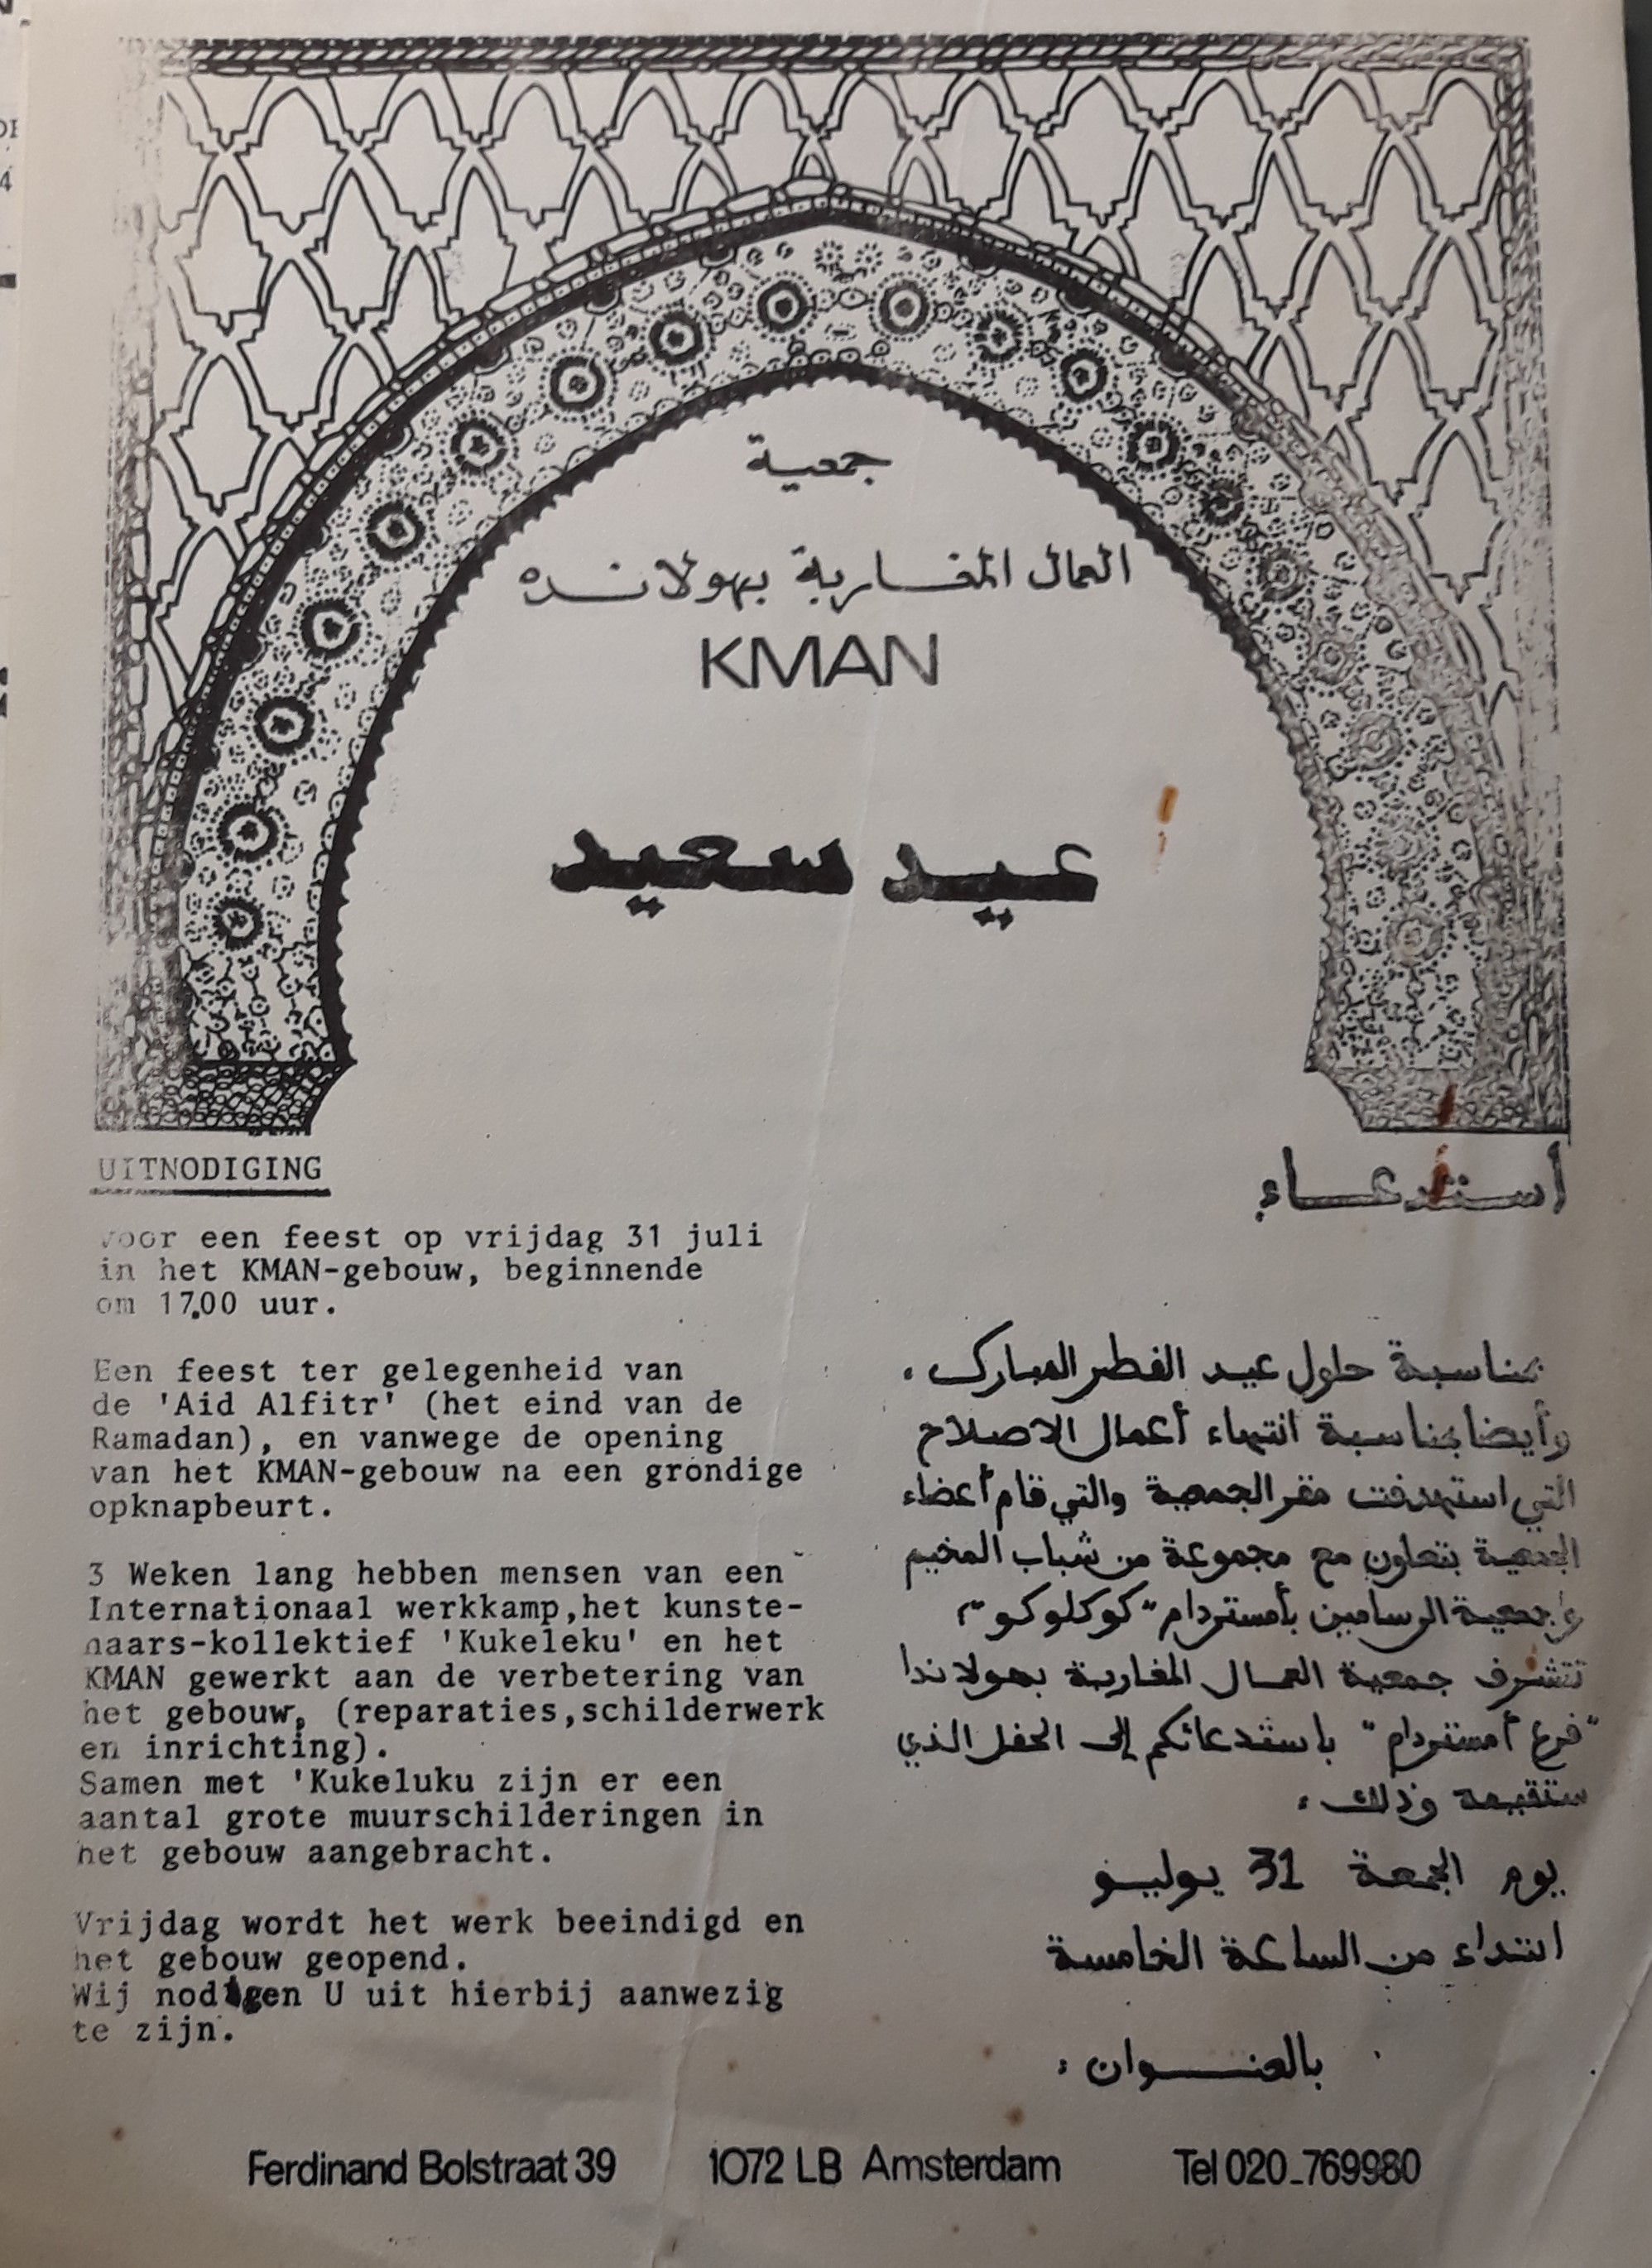 جمعية
العمال المغاربة بهولانده
KMAN
عيد سعيد
UITNODIGING
voor een feest op vrijdag 31 juli
in het KMAN-gebouw, beginnende
om 17.00 uur.
Een feest ter gelegenheid van
de 'Aid Alfitr' (het eind van de
Ramadan), en vanwege de opening
van het KMAN-gebouw na een grondige
opknapbeurt.
3 Weken lang hebben mensen van een
Internationaal werkkamp,het kunste-
naars-kollektief 'Kukeleku' en het
KMAN gewerkt aan de verbetering van
het gebouw, (reparaties,schilderwerk
en inrichting).
Samen met 'Kukeluku zijn er een
aantal grote muurschilderingen in
het gebouw aangebracht.
Vrijdag wordt het werk beeindigd en
het gebouw geopend.
Wij nodigen U uit hierbij aanwezig
te zijn.
استدعاء
بمناسبة حلول عيد الفطر المبارك .
وأيضا بمناسبة انتهاء أعمال الاصلاح
التي استهدفت مقر الجمعية والتي قام أعضاء
الجمعية بتعاون مع مجموعة من شباب المخيم
وجمعية الرسامين بأمستردام "كوكلوكو"،
تتشرف جمعية العمال المغاربة بهولاندا
"فرع أمستردام" باستدعائكم إلى الحفل الذي
ستقيمه وذلك :
يوم الجمعة 31 يوليو
ابتداء من الساعة الخامسة
بالعنوان :
Ferdinand Bolstraat 39 1072 LB Amsterdam Tel 020-769980